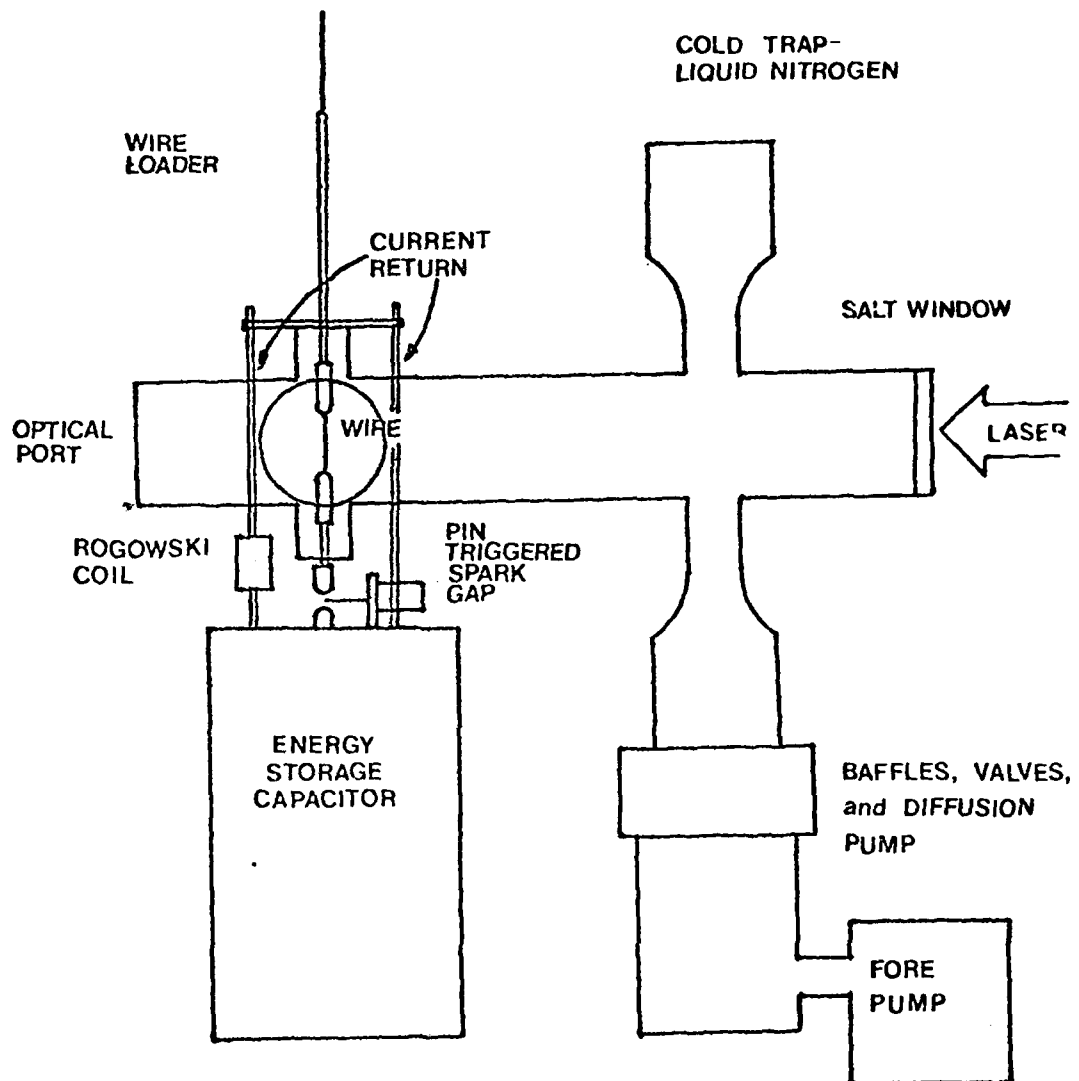 COLD TRAP-
LIQUID NITROGEN
WIRE
LOADER
CURRENT
RETURN
SALT WINDOW
OPTICAL
PORT
WIRE
LASER
ROGOWSKI
COIL
PIN
TRIGGERED
SPARK
GAP
ENERGY
STORAGE
CAPACITOR
BAFFLES, VALVES,
and DIFFUSION
PUMP
FORE
PUMP